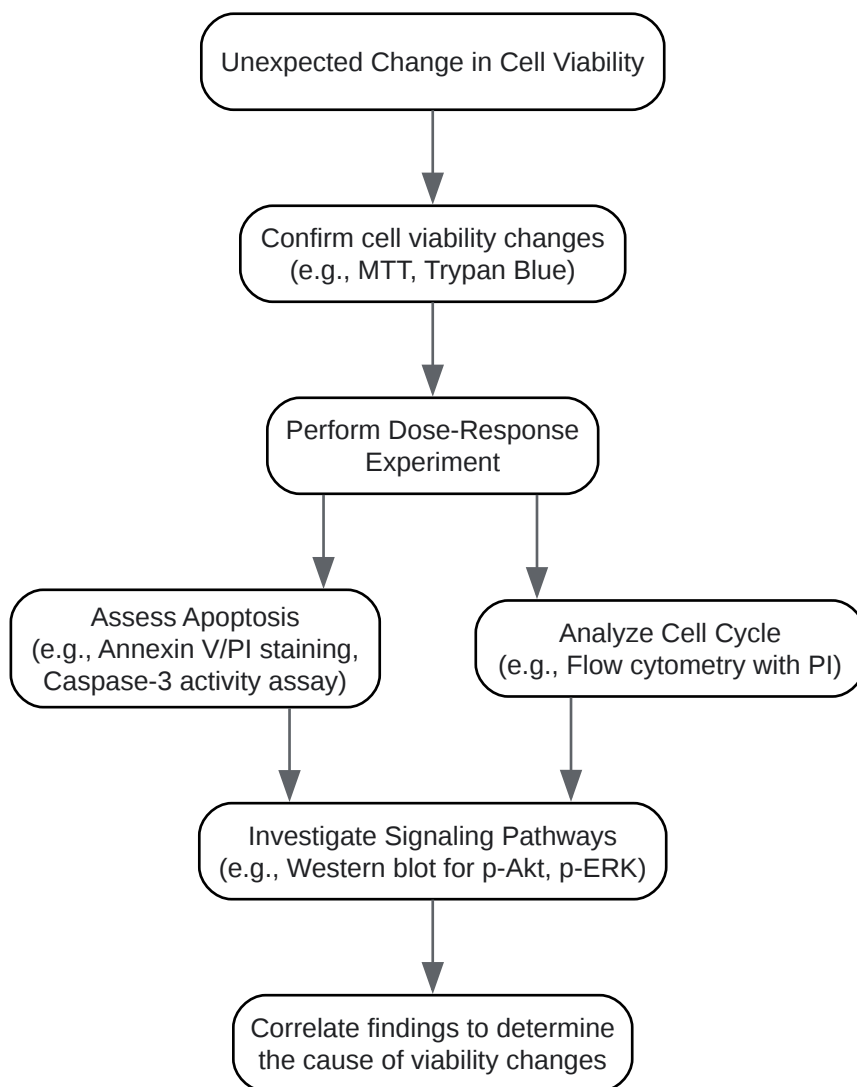 Unexpected Change in Cell Viability
Confirm cell viability changes
(e.g., MTT, Trypan Blue)
Perform Dose-Response
Experiment
Assess Apoptosis
(e.g., Annexin V/PI staining,
Caspase-3 activity assay)
Analyze Cell Cycle
(e.g., Flow cytometry with PI)
Investigate Signaling Pathways
(e.g., Western blot for p-Akt, p-ERK)
Correlate findings to determine
the cause of viability changes